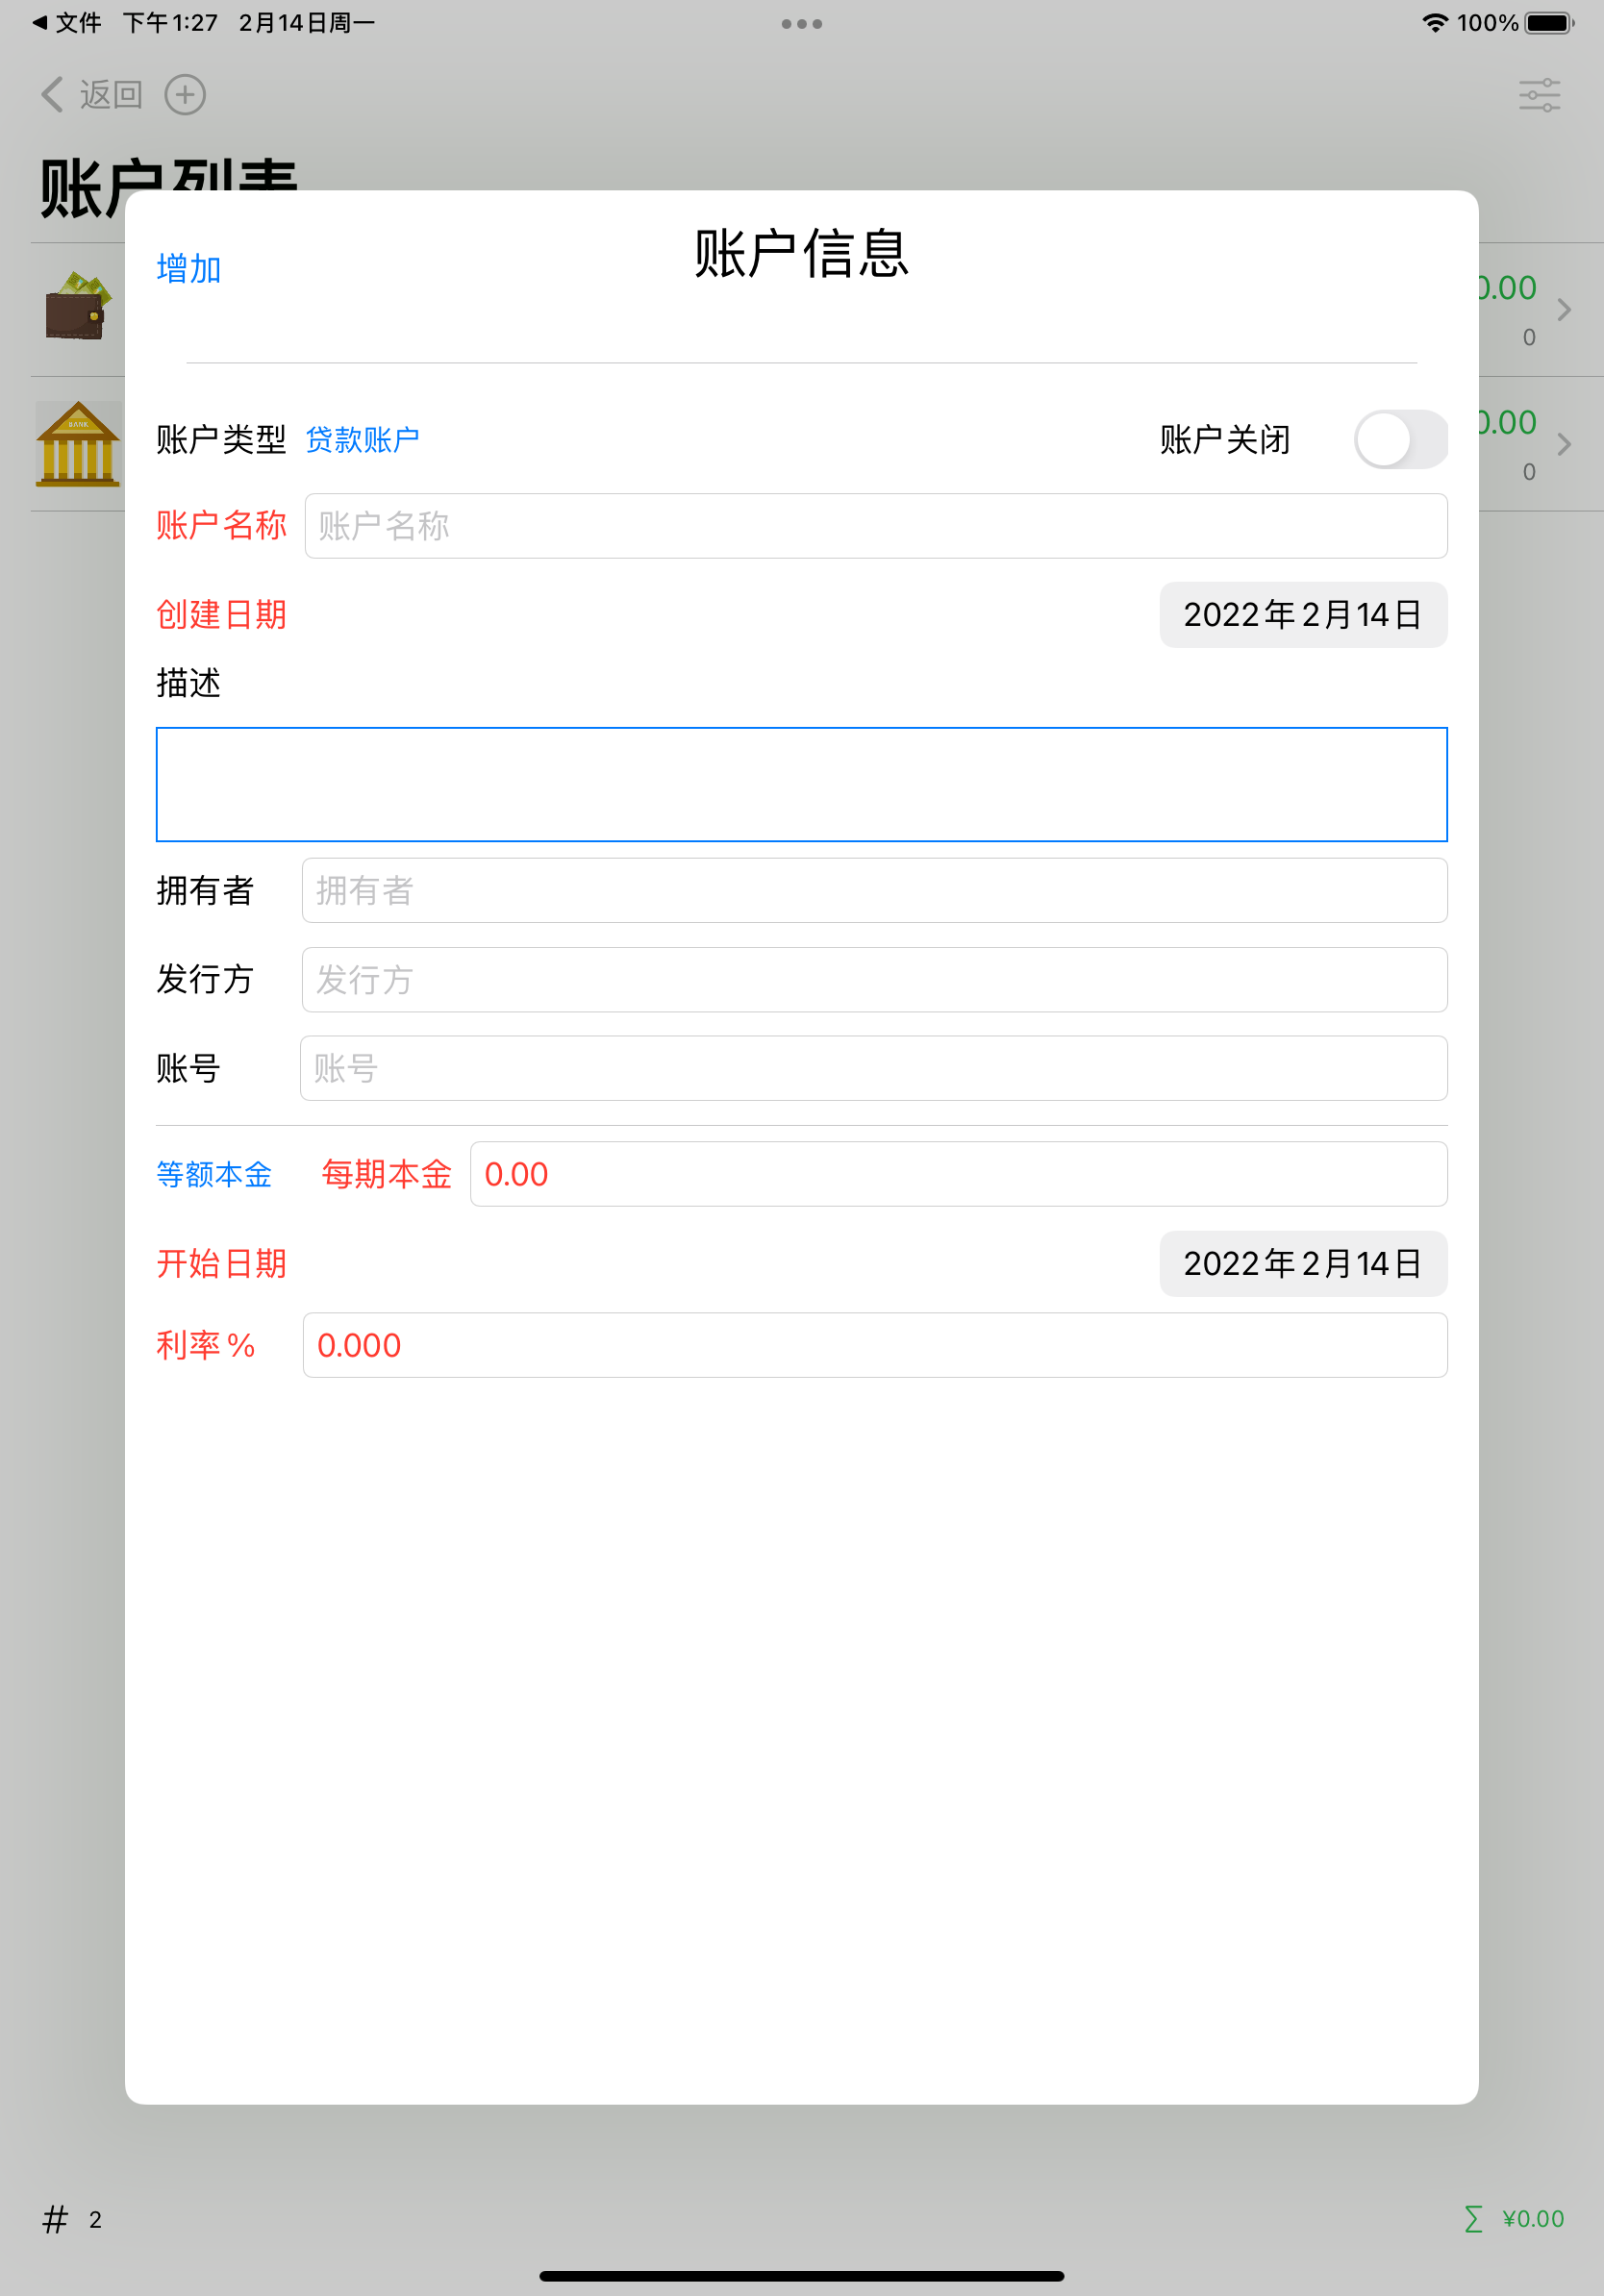 文件 下午1:27 2月14日周一 100%
返回
账户列表
账户信息
增加
0.00
0
BANK
0.00
0
账户类型 贷款账户 账户关闭
账户名称 账户名称
创建日期 2022年2月14日
描述
拥有者 拥有者
发行方 发行方
账号 账号
等额本金 每期本金 0.00
开始日期 2022年2月14日
利率% 0.000
# 2 ∑ ¥0.00